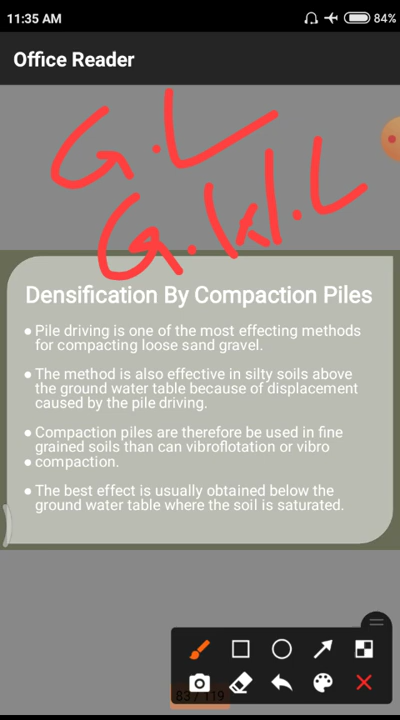 11:35 AM
84%
Office Reader
G.L
G.W.L
Densification By Compaction Piles
● Pile driving is one of the most effecting methods
for compacting loose sand gravel.
● The method is also effective in silty soils above
the ground water table because of displacement
caused by the pile driving.
● Compaction piles are therefore be used in fine
grained soils than can vibroflotation or vibro
● compaction.
● The best effect is usually obtained below the
ground water table where the soil is saturated.
83 / 119